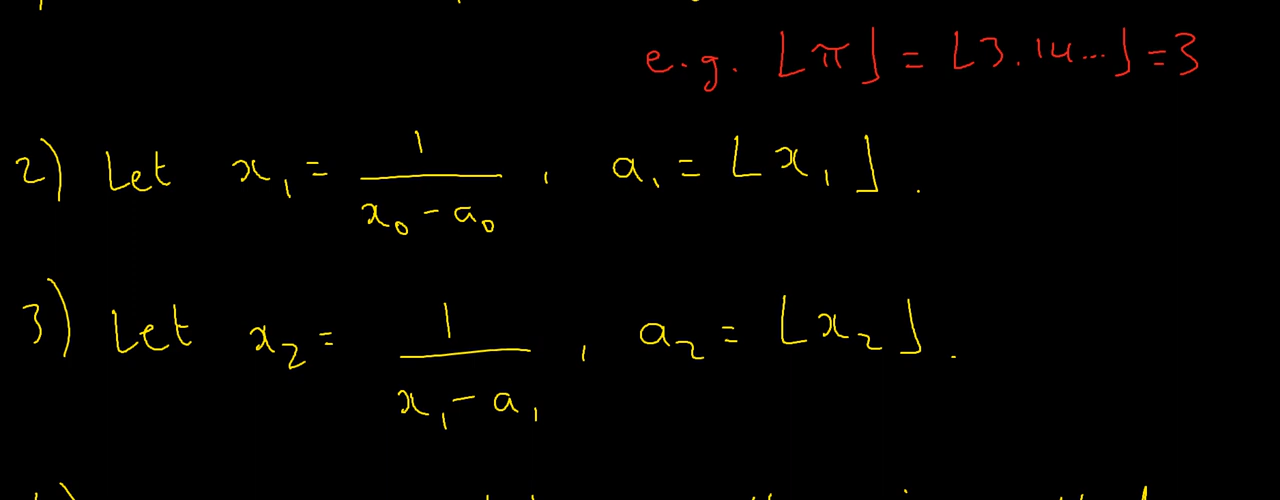 e.g. ⌊π⌋ = ⌊3.14...⌋ = 3
2) Let x₁ = 1/(x₀ - a₀), a₁ = ⌊x₁⌋.
3) Let x₂ = 1/(x₁ - a₁), a₂ = ⌊x₂⌋.